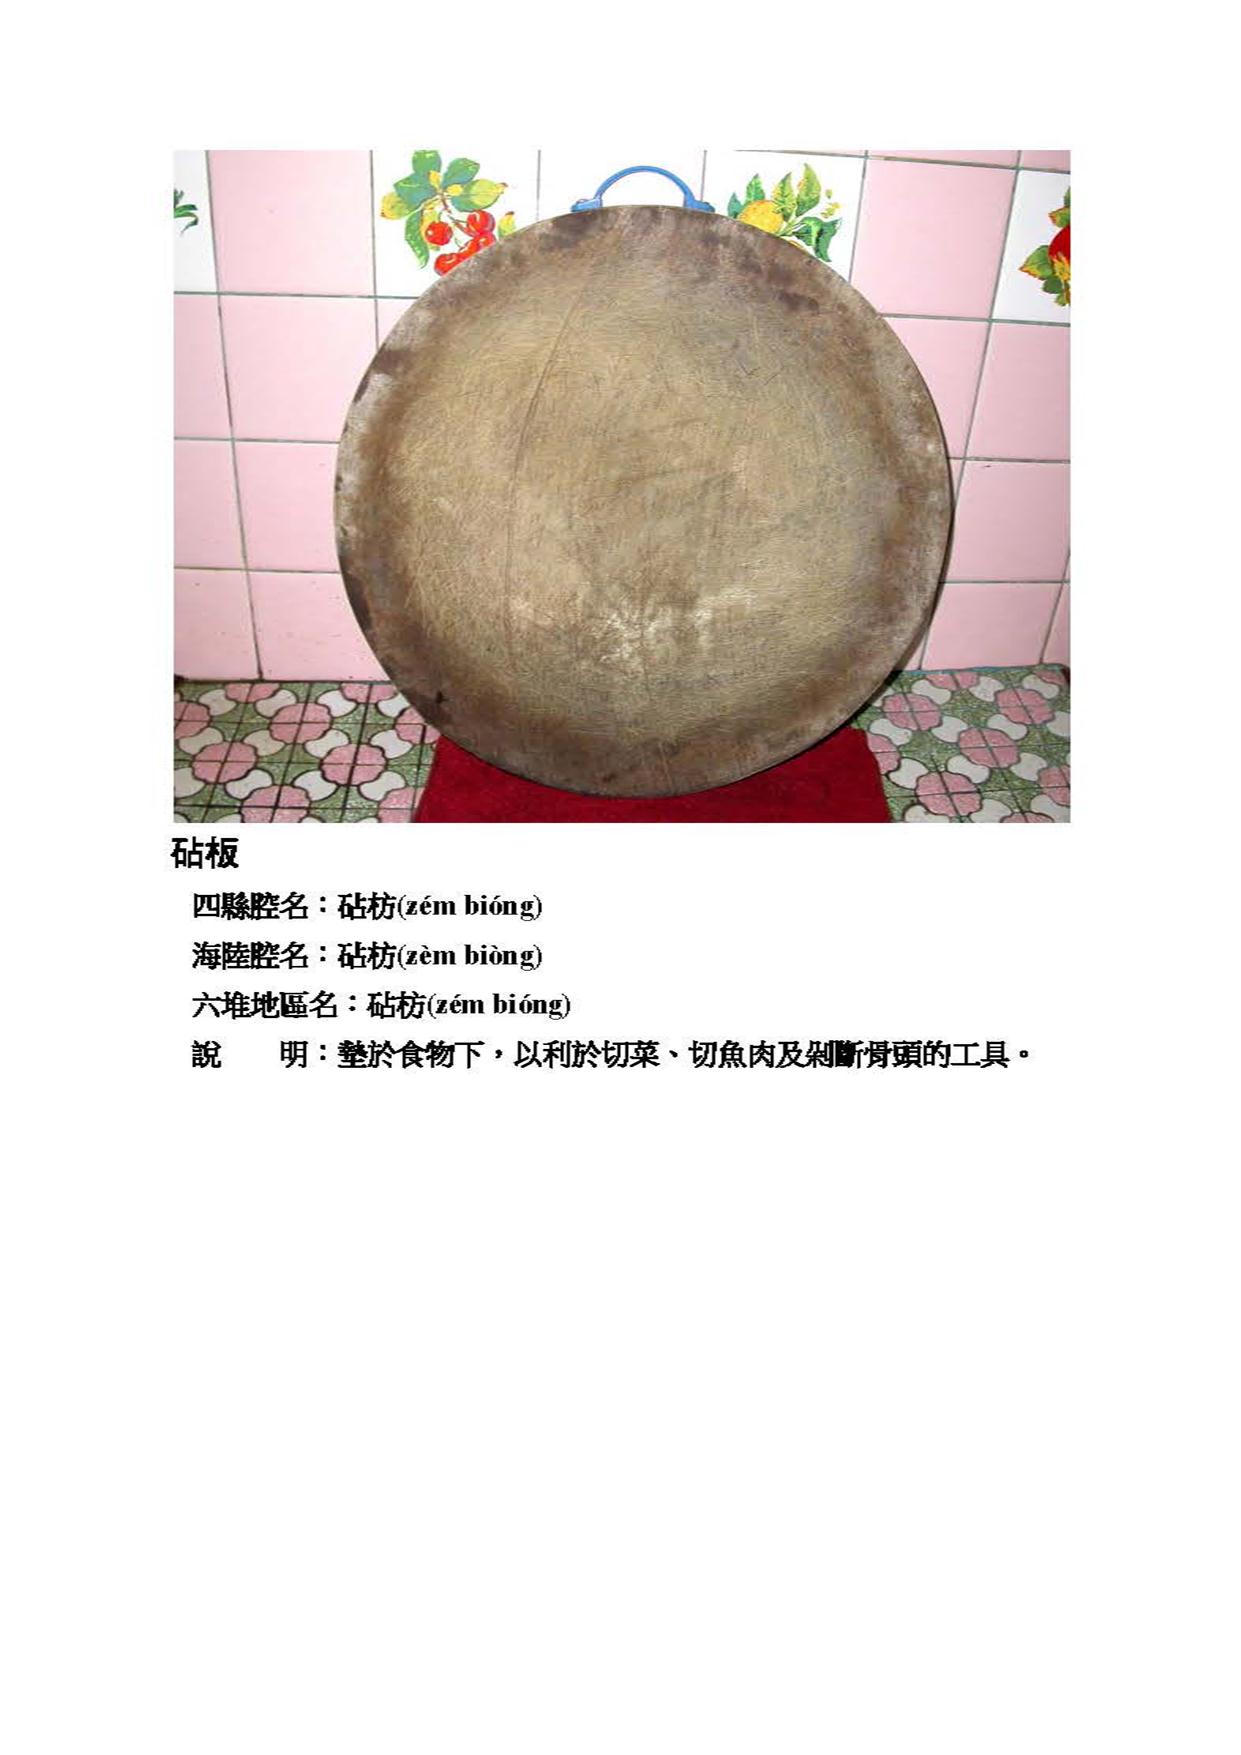 砧板
四縣腔名：砧枋(zém bióng)
海陸腔名：砧枋(zèm biòng)
六堆地區名：砧枋(zém bióng)
說　　明：墊於食物下，以利於切菜、切魚肉及剁斷骨頭的工具。